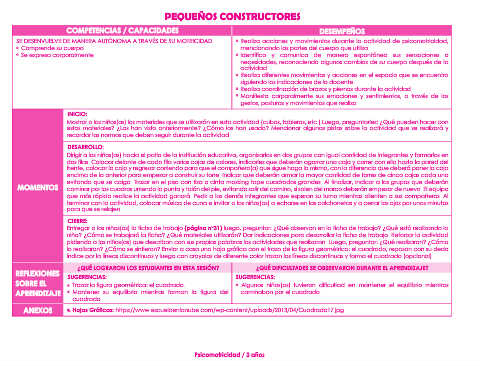 PEQUEÑOS CONSTRUCTORES
COMPETENCIAS / CAPACIDADES
DESEMPEÑOS
SE DESENVUELVE DE MANERA AUTÓNOMA A TRAVÉS DE SU MOTRICIDAD
Comprende su cuerpo
Se expresa corporalmente
Realiza acciones y movimientos durante la actividad de psicomotricidad,
mencionando las partes del cuerpo que utiliza
Identifica y comunica de manera espontánea sus sensaciones o
necesidades, reconociendo algunos cambios de su cuerpo después de la
actividad
Realiza diferentes movimientos y acciones en el espacio que se encuentra
siguiendo las indicaciones de la docente
Realiza coordinación de brazos y piernas durante la actividad
Manifiesta corporalmente sus emociones y sentimientos, a través de los
gestos, posturas y movimientos que realiza
MOMENTOS
INICIO:
Mostrar a los niños(as) los materiales que se utilizarán en esta actividad (cubos, tableros, etc.) Luego, preguntarles: ¿Qué pueden hacer con
estos materiales? ¿Los han visto anteriormente? ¿Cómo los han usado? Mencionar algunas pistas sobre la actividad que se realizará y
recordar las normas que deben seguir durante la actividad
DESARROLLO:
Dirigir a los niños(as) hacia el patio de la institución educativa, organizarlos en dos grupos con igual cantidad de integrantes y formarlos en
dos filas. Colocar delante de cada fila varias cajas de colores, indicarles que deberán agarrar una caja y correr con ella hasta la pared del
frente, colocar la caja y regresar corriendo para que el compañero(a) que sigue haga lo mismo, con la diferencia que deberá poner la caja
encima de la anterior para empezar a construir su torre. Indicar que deberán armar la mayor cantidad de torres de cinco cajas cada una
evitando que se caigan. Trazar en el piso con tiza o cinta masking tape cuadrados grandes. Al finalizar, indicar a los grupos que deberán
caminar por los cuadros uniendo la punta y talón del pie, evitando salir del camino, si salen del mismo deberán empezar de nuevo. El equipo
que más rápido realice la actividad ganará. Pedir a los demás integrantes que esperan su turno mientras alientan a sus compañeros. Al
terminar con la actividad, colocar música de cuna e invitar a los niños(as) a echarse en las colchonetas y a cerrar los ojos por unos minutos
para que se relajen
CIERRE:
Entregar a los niños(as) la ficha de trabajo (página n°31) luego, preguntar: ¿Qué observan en la ficha de trabajo? ¿Qué está realizando la
niña? ¿Cómo se trabajará la ficha? ¿Qué materiales utilizarán? Dar indicaciones para desarrollar la ficha de trabajo. Relatar la actividad
pidiendo a los niños(as) que describan con sus propias palabras las actividades que realizaron. Luego, preguntar: ¿Qué realizaron? ¿Cómo
lo realizaron? ¿Cómo se sintieron? Enviar a casa una hoja gráfica con el trazo de la figura geométrica: el cuadrado, repasan con su dedo
índice por la línea discontinua y luego con crayolas de diferente color trazan las líneas discontinuas y forma el cuadrado (opcional)
REFLEXIONES
SOBRE EL
APRENDIZAJE
¿QUÉ LOGRARON LOS ESTUDIANTES EN ESTA SESIÓN?
SUGERENCIAS:
Trazar la figura geométrica: el cuadrado
Mantener su equilibrio mientras forman la figura del
cuadrado
¿QUÉ DIFICULTADES SE OBSERVARON DURANTE EL APRENDIZAJE?
SUGERENCIAS:
Algunos niños(as) tuvieron dificultad en mantener el equilibrio mientras
caminaban por el cuadrado
ANEXOS
Hojas Gráficas: https://www.escuelaentrenubes.com/wp-content/uploads/2013/04/Cuadrado17.jpg
Psicomotricidad / 3 años